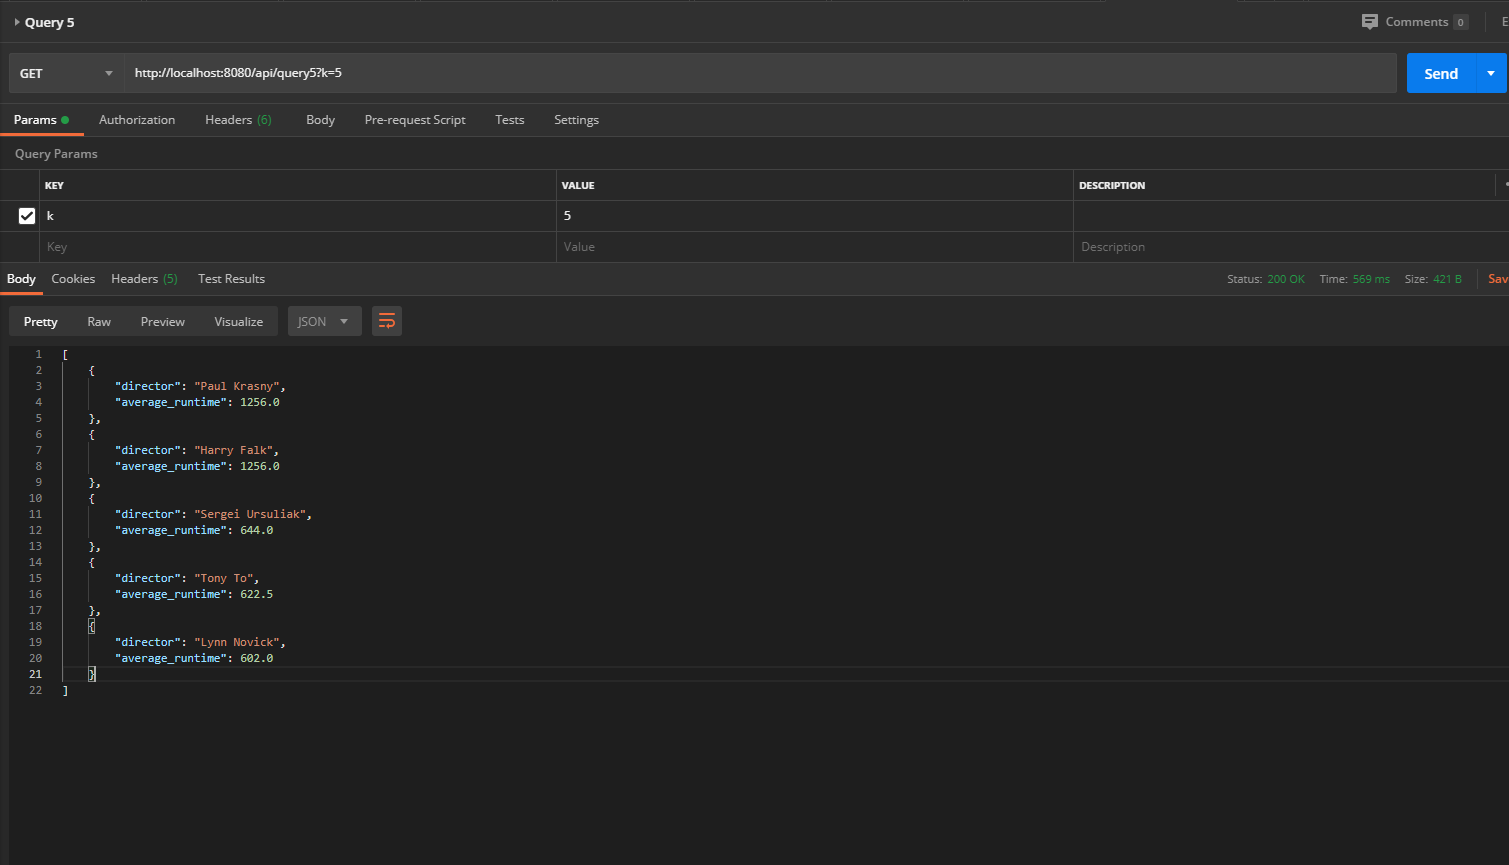 Query 5 Comments 0 E
GET http://localhost:8080/api/query5?k=5 Send
Params Authorization Headers (6) Body Pre-request Script Tests Settings
Query Params
KEY VALUE DESCRIPTION
k 5
Key Value Description
Body Cookies Headers (5) Test Results Status: 200 OK Time: 569 ms Size: 421 B Sav
Pretty Raw Preview Visualize JSON
1 [
2 {
3 "director": "Paul Krasny",
4 "average_runtime": 1256.0
5 },
6 {
7 "director": "Harry Falk",
8 "average_runtime": 1256.0
9 },
10 {
11 "director": "Sergei Ursuliak",
12 "average_runtime": 644.0
13 },
14 {
15 "director": "Tony To",
16 "average_runtime": 622.5
17 },
18 {
19 "director": "Lynn Novick",
20 "average_runtime": 602.0
21 }
22 ]